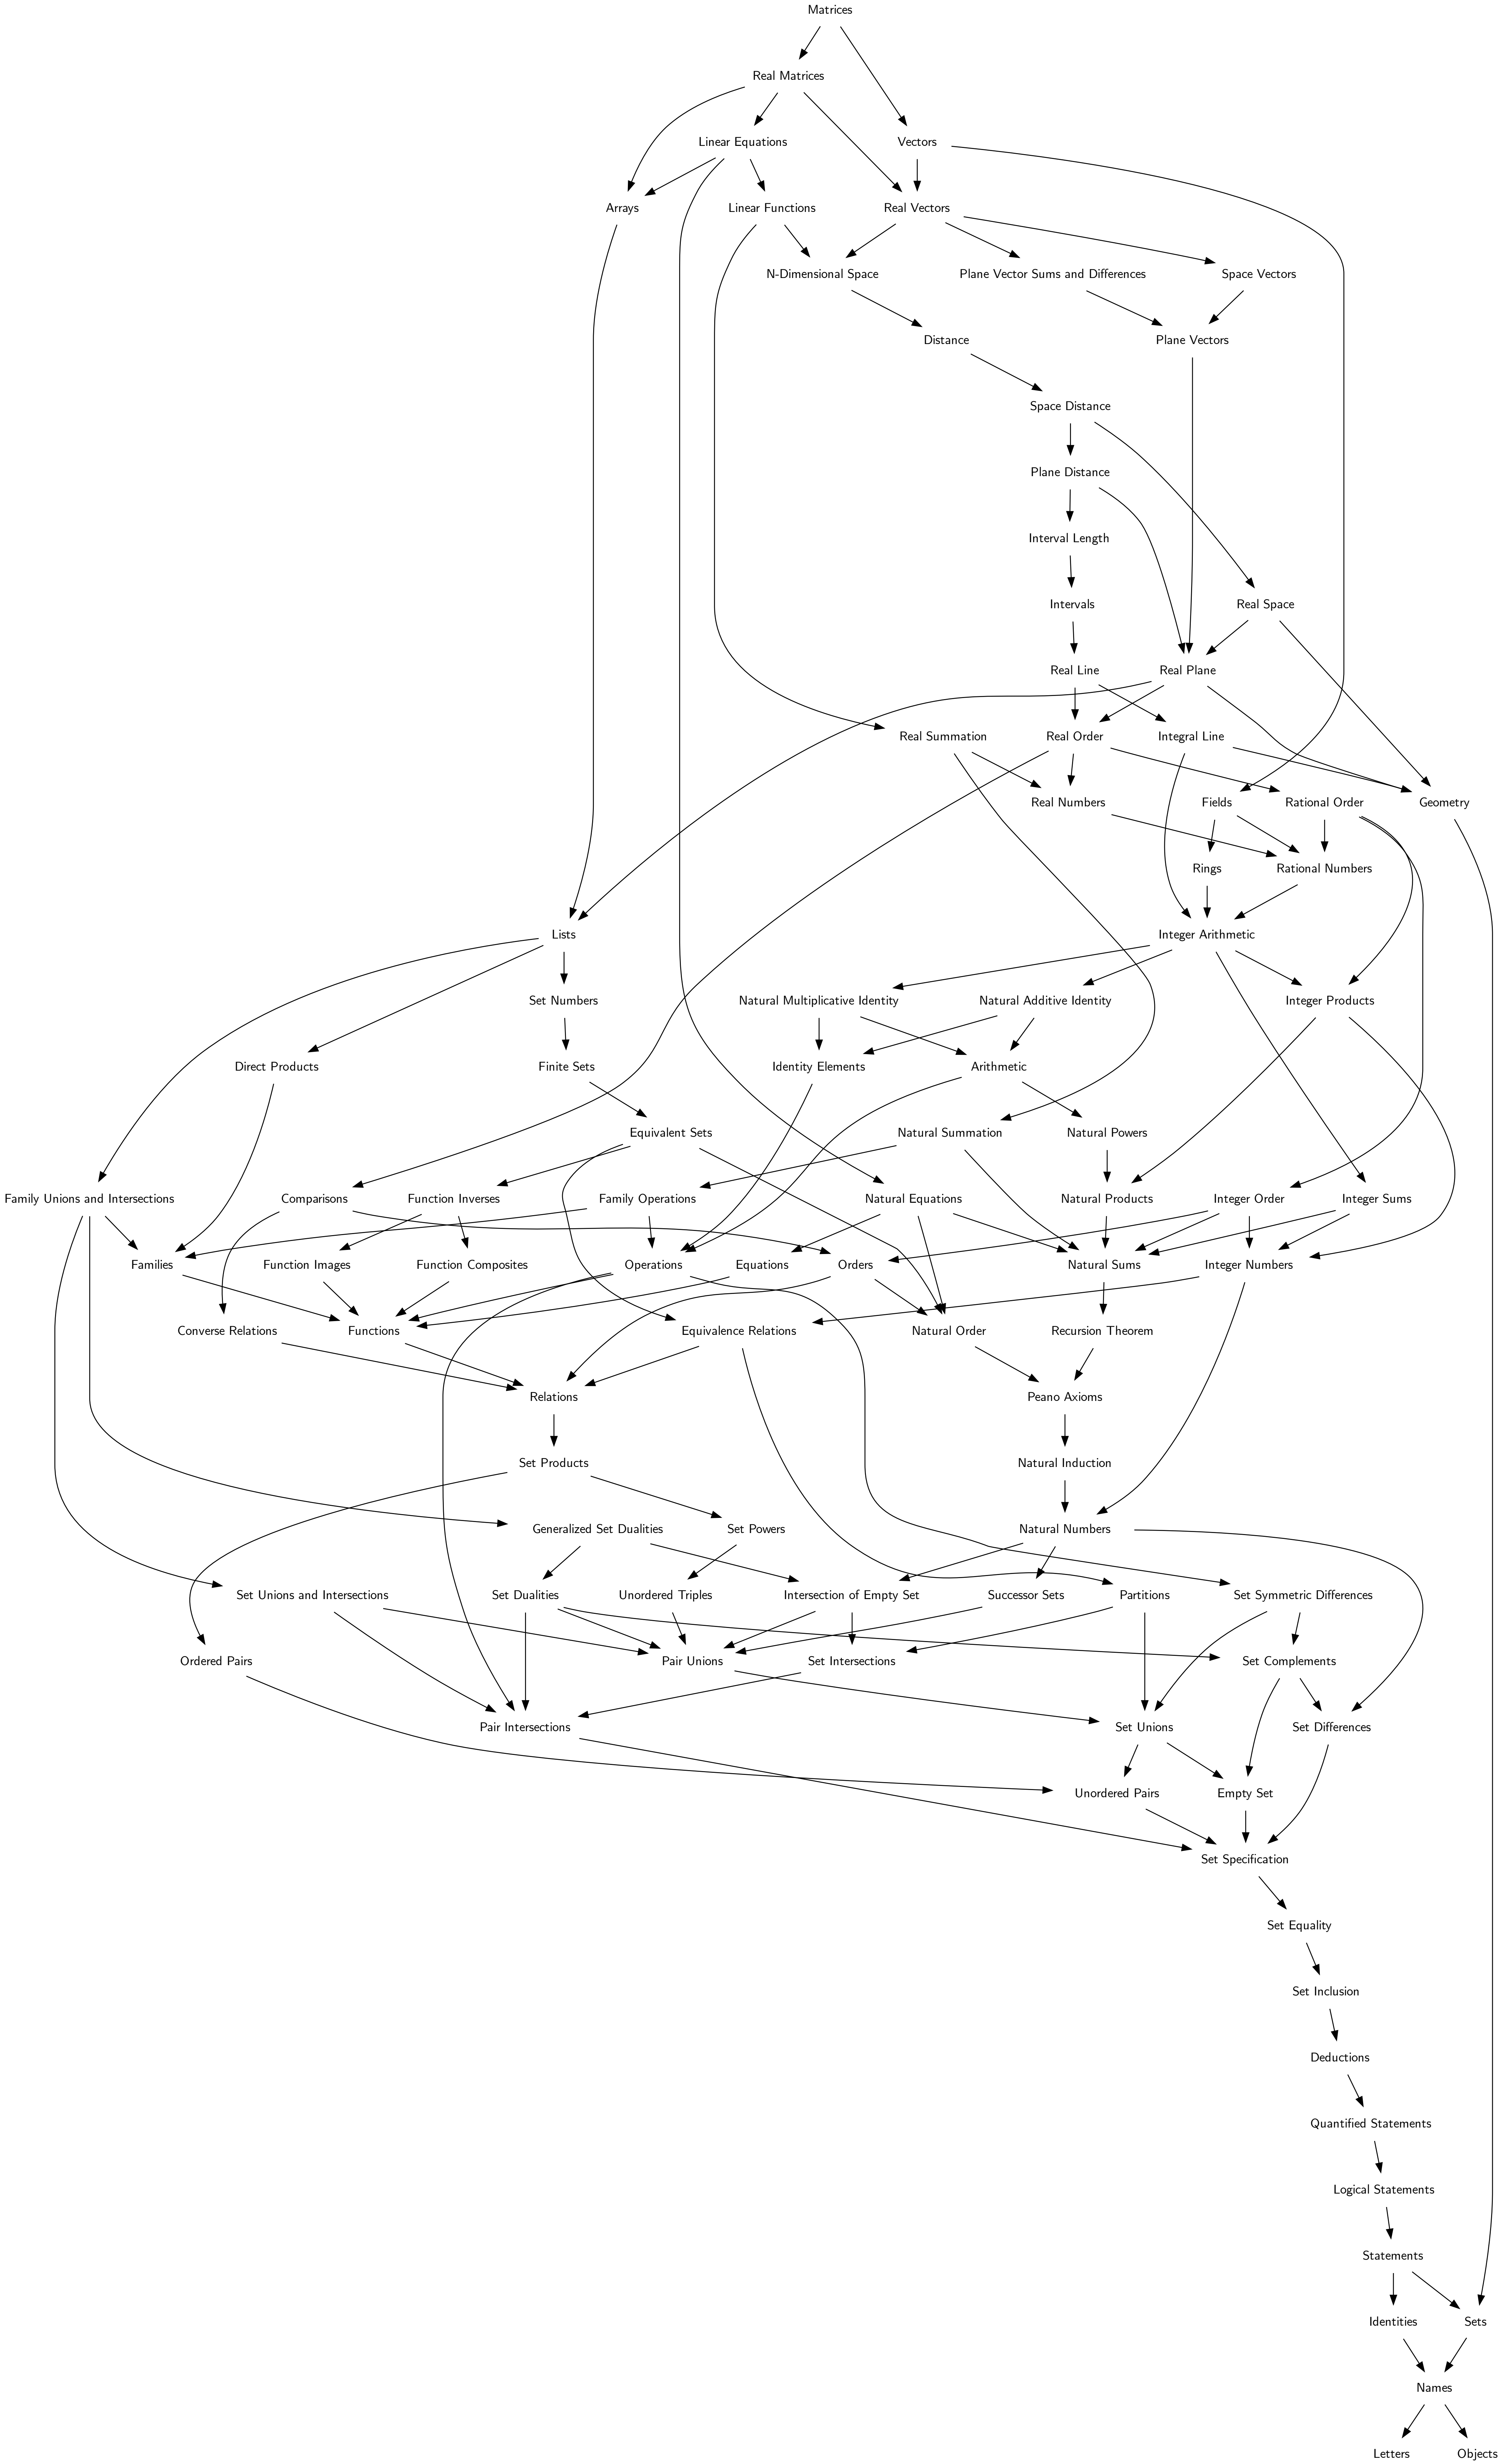 Matrices
Real Matrices
Linear Equations
Vectors
Arrays
Linear Functions
Real Vectors
N-Dimensional Space
Plane Vector Sums and Differences
Space Vectors
Distance
Plane Vectors
Space Distance
Plane Distance
Interval Length
Intervals
Real Space
Real Line
Real Plane
Real Summation
Real Order
Integral Line
Real Numbers
Fields
Rational Order
Geometry
Rings
Rational Numbers
Lists
Integer Arithmetic
Set Numbers
Natural Multiplicative Identity
Natural Additive Identity
Integer Products
Direct Products
Finite Sets
Identity Elements
Arithmetic
Equivalent Sets
Natural Summation
Natural Powers
Family Unions and Intersections
Comparisons
Function Inverses
Family Operations
Natural Equations
Natural Products
Integer Order
Integer Sums
Families
Function Images
Function Composites
Operations
Equations
Orders
Natural Sums
Integer Numbers
Converse Relations
Functions
Equivalence Relations
Natural Order
Recursion Theorem
Relations
Peano Axioms
Set Products
Natural Induction
Generalized Set Dualities
Set Powers
Natural Numbers
Set Unions and Intersections
Set Dualities
Unordered Triples
Intersection of Empty Set
Successor Sets
Partitions
Set Symmetric Differences
Ordered Pairs
Pair Unions
Set Intersections
Set Complements
Pair Intersections
Set Unions
Set Differences
Unordered Pairs
Empty Set
Set Specification
Set Equality
Set Inclusion
Deductions
Quantified Statements
Logical Statements
Statements
Identities
Sets
Names
Letters
Objects